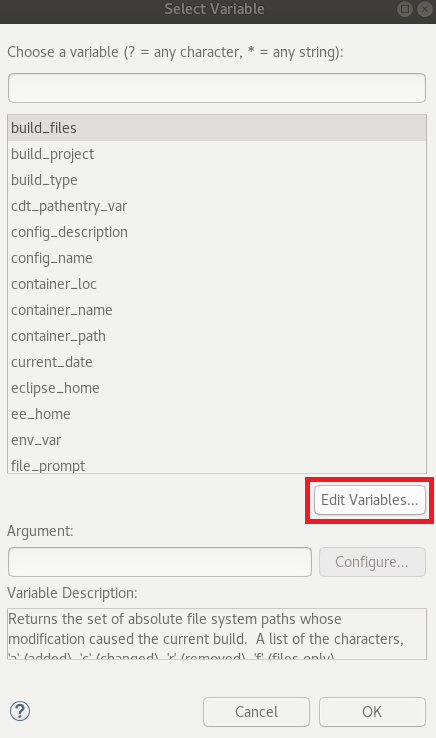 Select Variable
Choose a variable (? = any character, * = any string):
build_files
build_project
build_type
cdt_pathentry_var
config_description
config_name
container_loc
container_name
container_path
current_date
eclipse_home
ee_home
env_var
file_prompt
Edit Variables...
Argument:
Configure...
Variable Description:
Returns the set of absolute file system paths whose
modification caused the current build.  A list of the characters,
'a' (added), 'c' (changed), 'r' (removed), 'f' (files only)
?
Cancel
OK